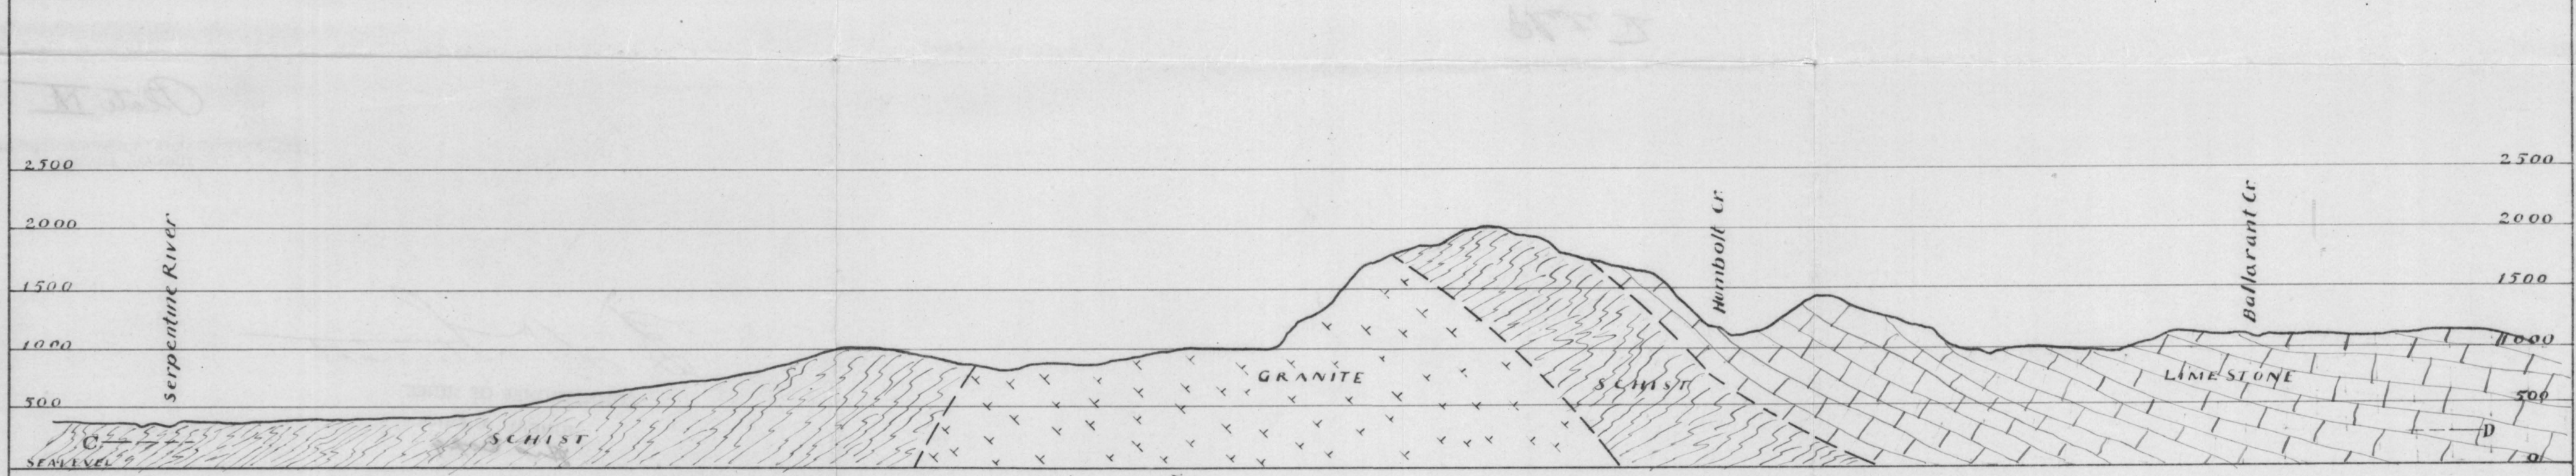 2500
2500
Serpentine River
2000
Humbolt Cr.
Ballarant Cr.
2000
1500
1500
1000
1000
GRANITE
SCHIST
LIMESTONE
500
500
C
SCHIST
D
SEA LEVEL
0